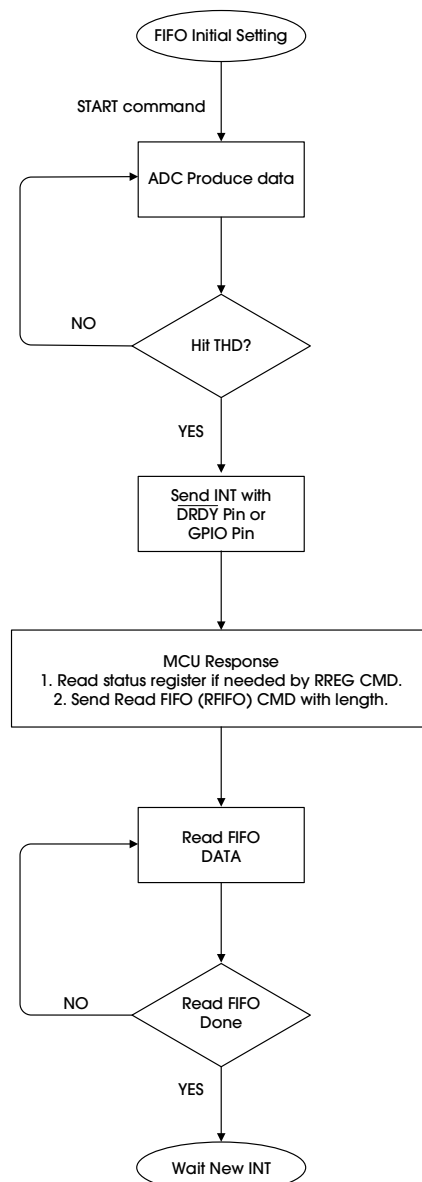 FIFO Initial Setting
START command
ADC Produce data
NO
Hit THD?
YES
Send INT with
DRDY Pin or
GPIO Pin
MCU Response
1. Read status register if needed by RREG CMD.
2. Send Read FIFO (RFIFO) CMD with length.
Read FIFO
DATA
NO
Read FIFO
Done
YES
Wait New INT